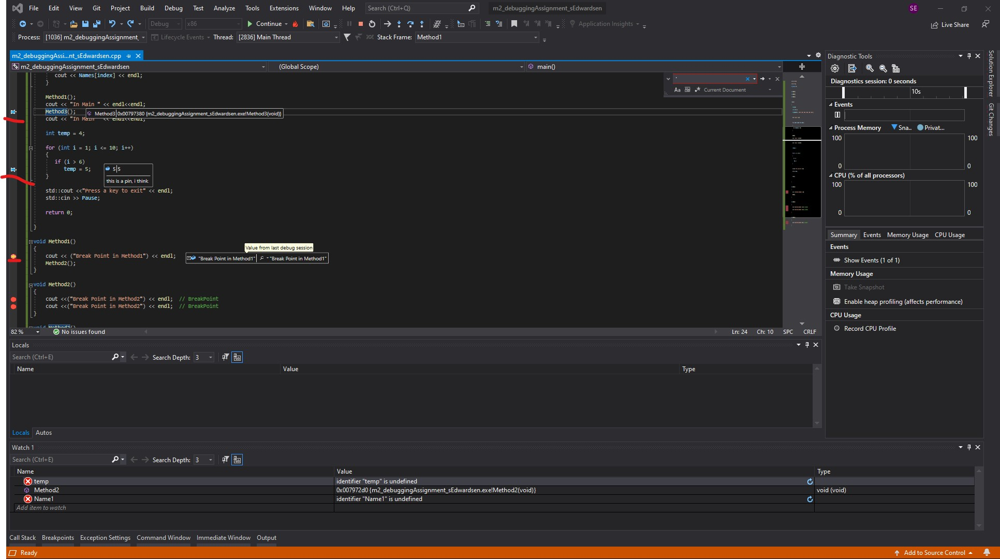 File Edit View Git Project Build Debug Test Analyze Tools Extensions Window Help Search (Ctrl+Q) m2_debuggingAssignment_sEdwardsen SE
Debug x86 Continue Application Insights Live Share
Process: [1036] m2_debuggingAssignment_ Lifecycle Events Thread: [2836] Main Thread Stack Frame: Method1
m2_debuggingAssi...nt_sEdwardsen.cpp
m2_debuggingAssignment_sEdwardsen (Global Scope) main()
cout << Names[index] << endl;
}
Aa Current Document
Method1();
cout << "In Main " << endl<<endl;
Method3(); Method3 0x00797380 {m2_debuggingAssignment_sEdwardsen.exe!Method3(void)}
cout << "In Main " << endl<<endl;
int temp = 4;
for (int i = 1; i <= 10; i++)
{
if (i > 6)
temp = 5; 5 5
} this is a pin, i think
std::cout <<"Press a key to exit" << endl;
std::cin >> Pause;
return 0;
}
void Method1()
{ Value from last debug session
cout << ("Break Point in Method1") << endl; "Break Point in Method1" "Break Point in Method1"
Method2();
}
void Method2()
{
cout <<("Break Point in Method2") << endl; // BreakPoint
cout <<("Break Point in Method2") << endl; // BreakPoint
}
void Method3()
82 % No issues found Ln: 24 Ch: 10 SPC CRLF
Diagnostic Tools
Diagnostics session: 0 seconds
10s
Events
Process Memory Sna.. Privat...
100 100
0 0
CPU (% of all processors)
100 100
0 0
Summary Events Memory Usage CPU Usage
Events
Show Events (1 of 1)
Memory Usage
Take Snapshot
Enable heap profiling (affects performance)
CPU Usage
Record CPU Profile
Solution Explorer
Git Changes
Locals
Search (Ctrl+E) Search Depth: 3
Name Value Type
Locals Autos
Watch 1
Search (Ctrl+E) Search Depth: 3
Name Value Type
temp identifier "temp" is undefined
Method2 0x007972d0 {m2_debuggingAssignment_sEdwardsen.exe!Method2(void)} void (void)
Name1 identifier "Name1" is undefined
Add item to watch
Call Stack Breakpoints Exception Settings Command Window Immediate Window Output
Ready Add to Source Control